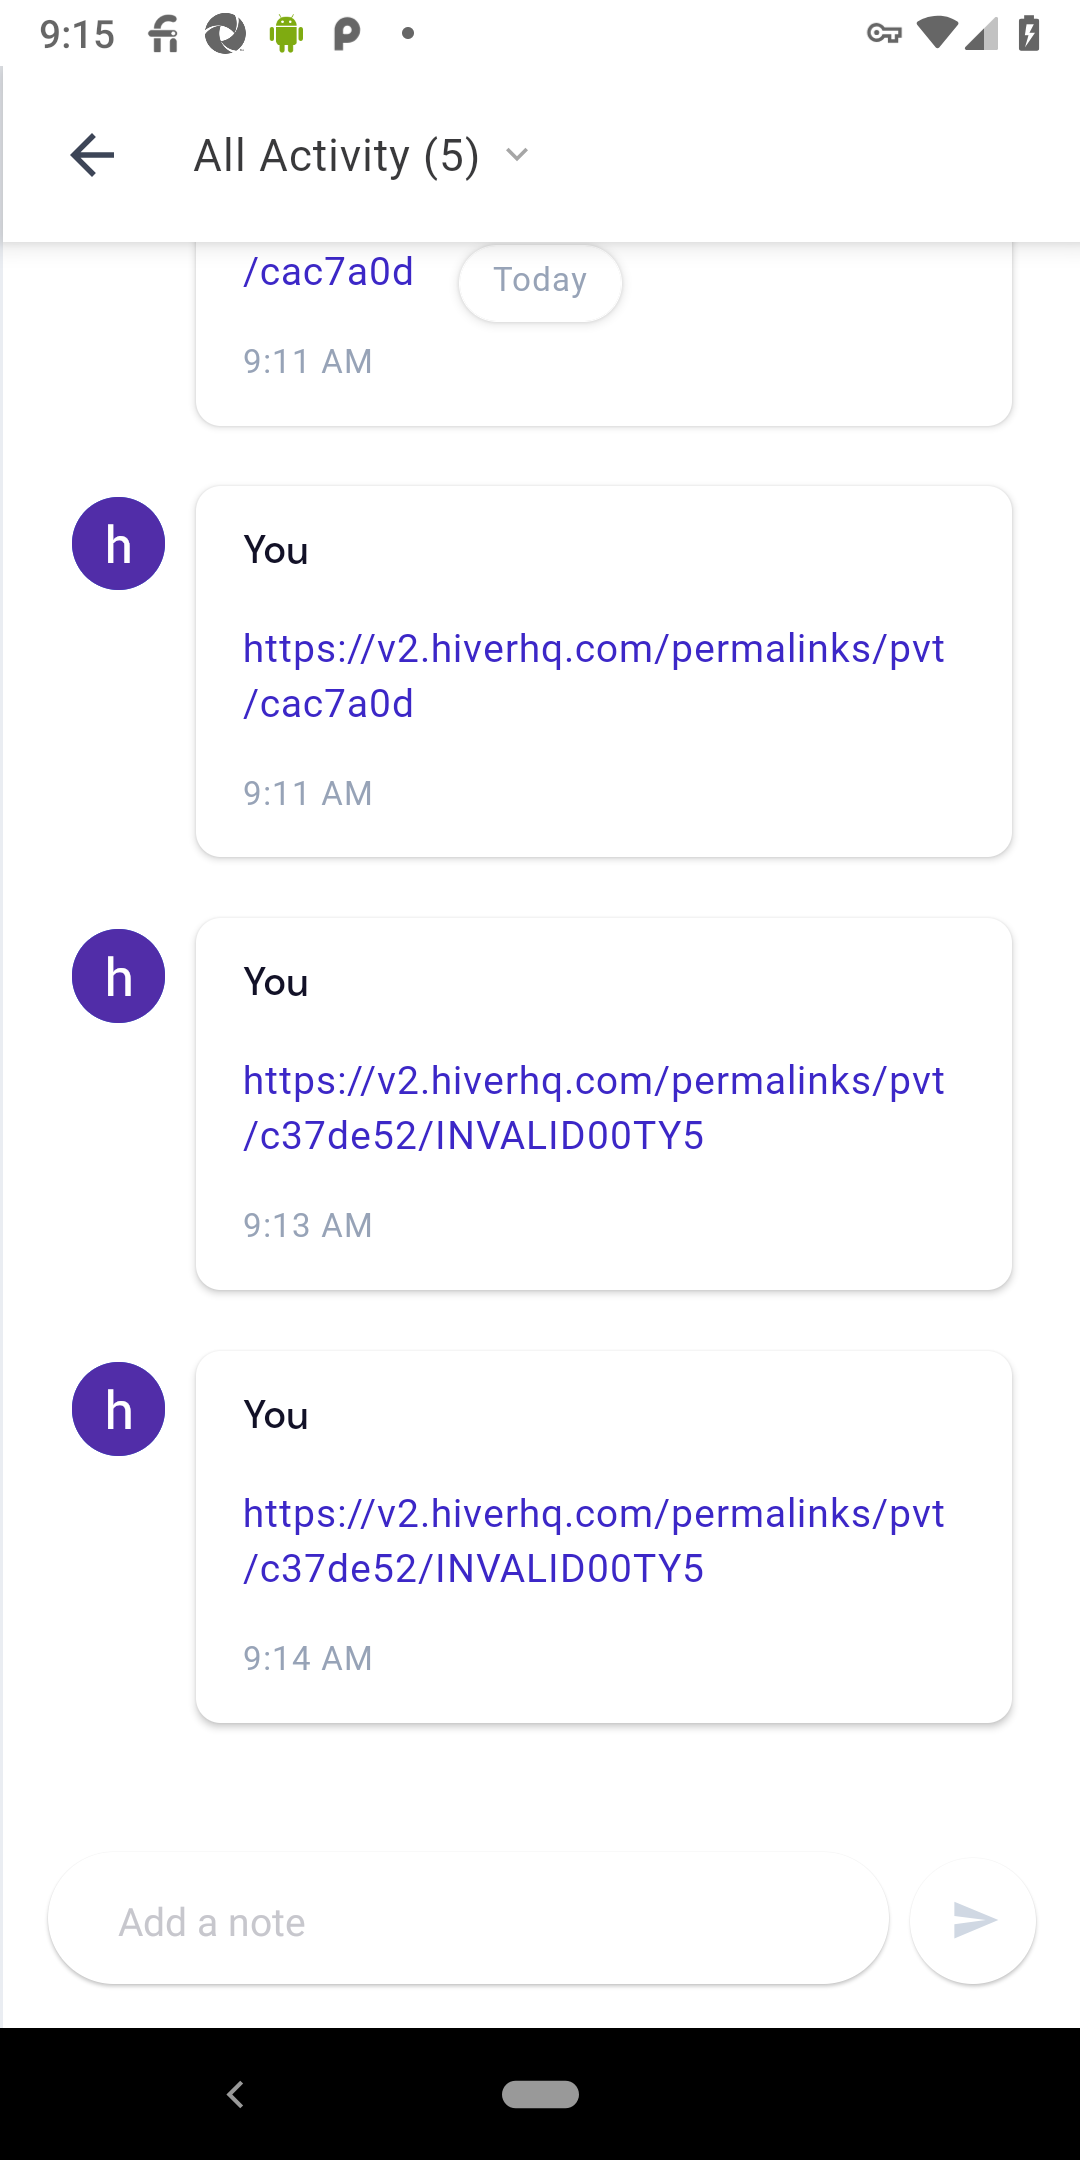 9:15
All Activity (5)
/cac7a0d
Today
9:11 AM
h
You
https://v2.hiverhq.com/permalinks/pvt
/cac7a0d
9:11 AM
h
You
https://v2.hiverhq.com/permalinks/pvt
/c37de52/INVALID00TY5
9:13 AM
h
You
https://v2.hiverhq.com/permalinks/pvt
/c37de52/INVALID00TY5
9:14 AM
Add a note